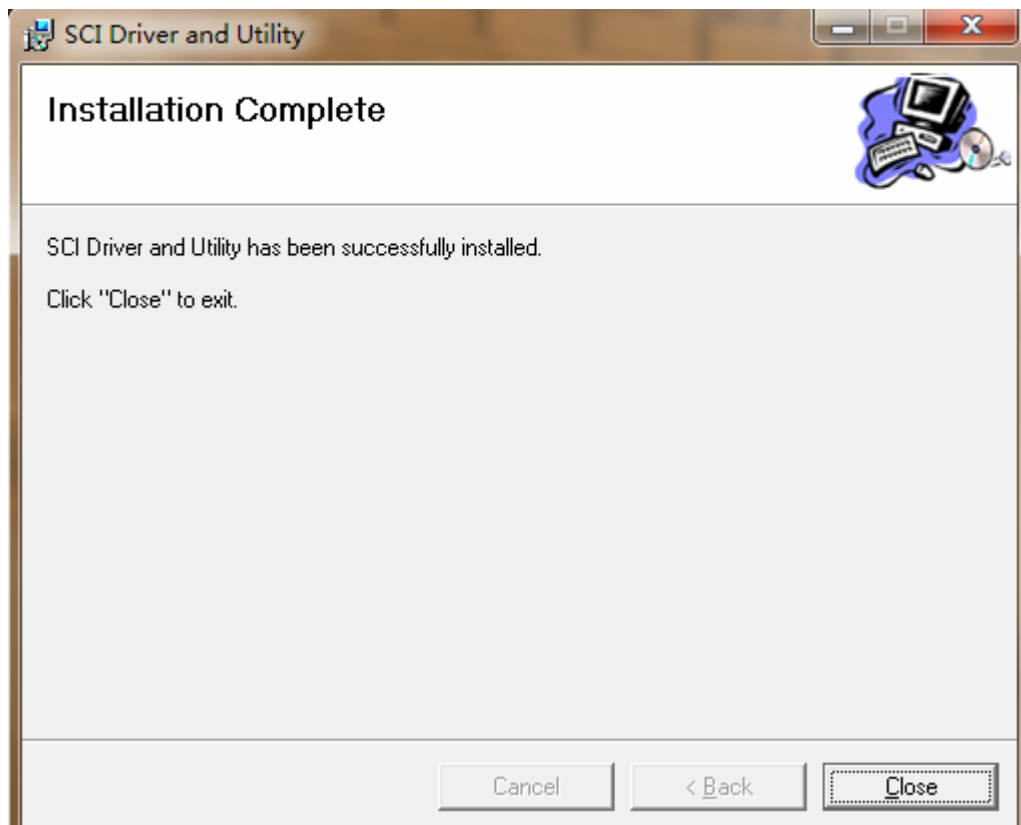 SCI Driver and Utility
Installation Complete
SCI Driver and Utility has been successfully installed.
Click "Close" to exit.
Cancel
< Back
Close